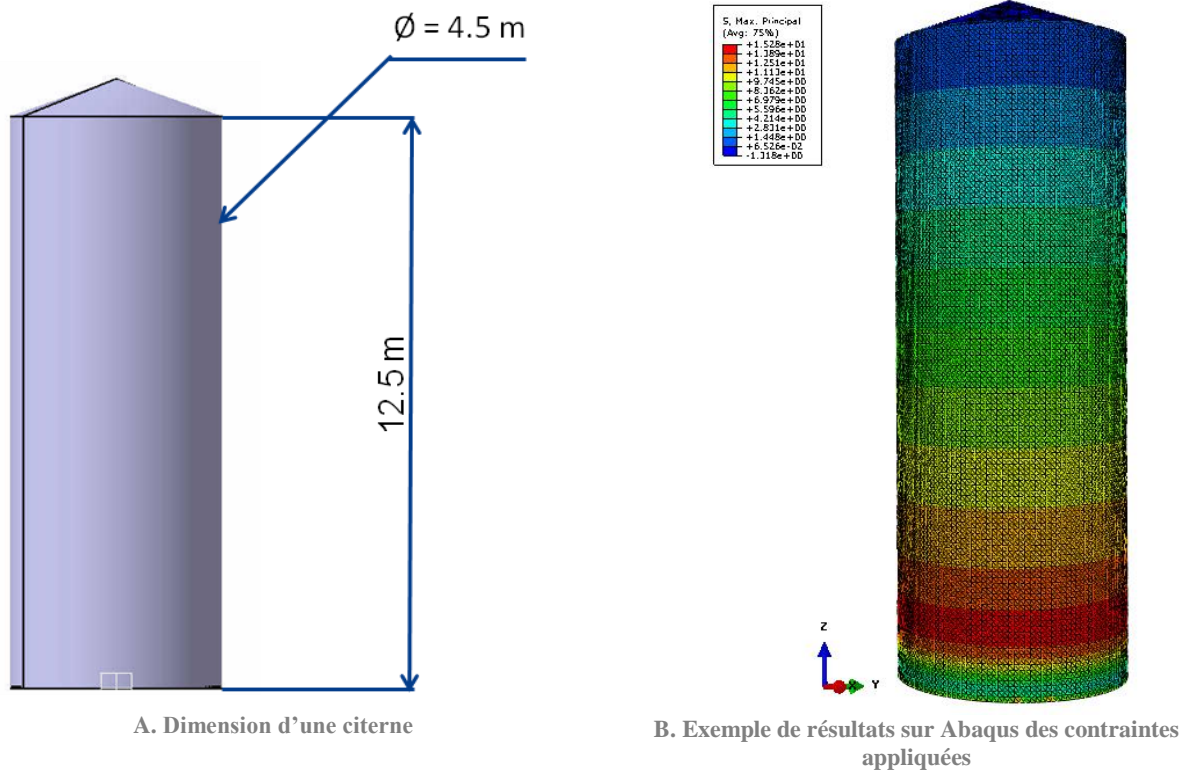 Ø = 4.5 m
12.5 m
A. Dimension d’une citerne
S, Max. Principal
(Avg: 75%)
+1.528e+01
+1.389e+01
+1.251e+01
+1.113e+01
+9.745e+00
+8.362e+00
+6.979e+00
+5.596e+00
+4.214e+00
+2.831e+00
+1.448e+00
+6.526e-02
-1.318e+00
Z
Y
B. Exemple de résultats sur Abaqus des contraintes
appliquées